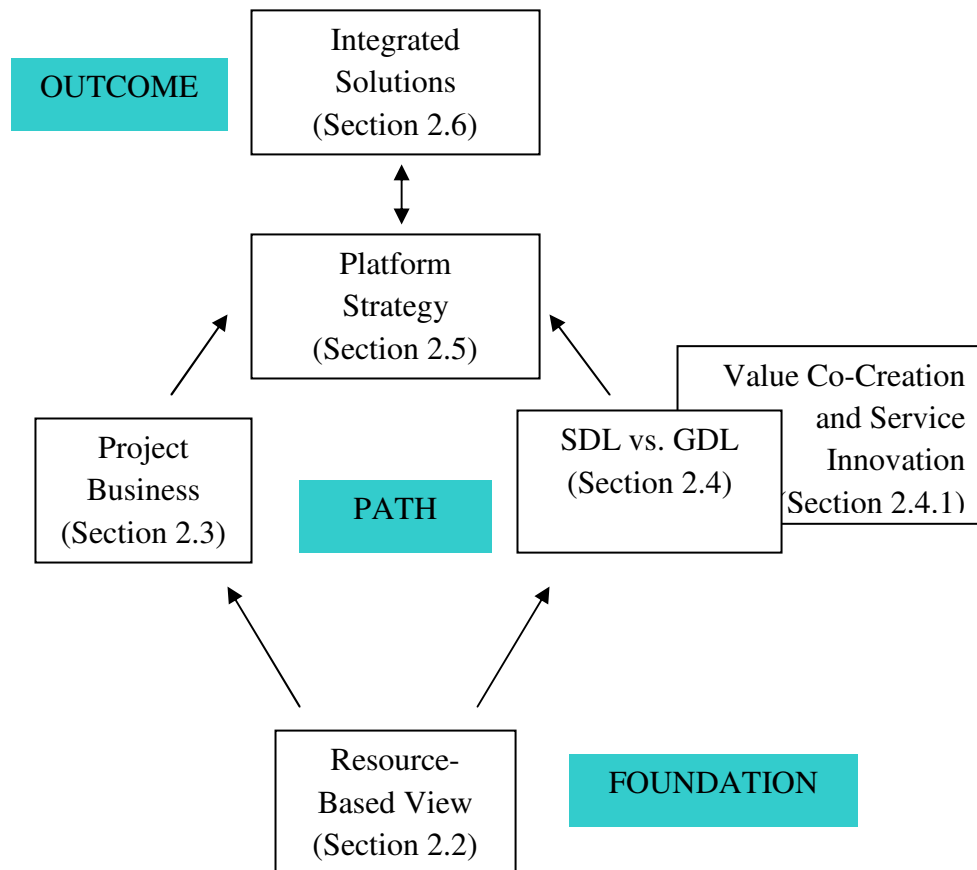 Integrated
Solutions
(Section 2.6)
OUTCOME
Platform
Strategy
(Section 2.5)
Value Co-Creation
and Service
Innovation
(Section 2.4.1)
SDL vs. GDL
(Section 2.4)
Project
Business
(Section 2.3)
PATH
Resource-
Based View
(Section 2.2)
FOUNDATION